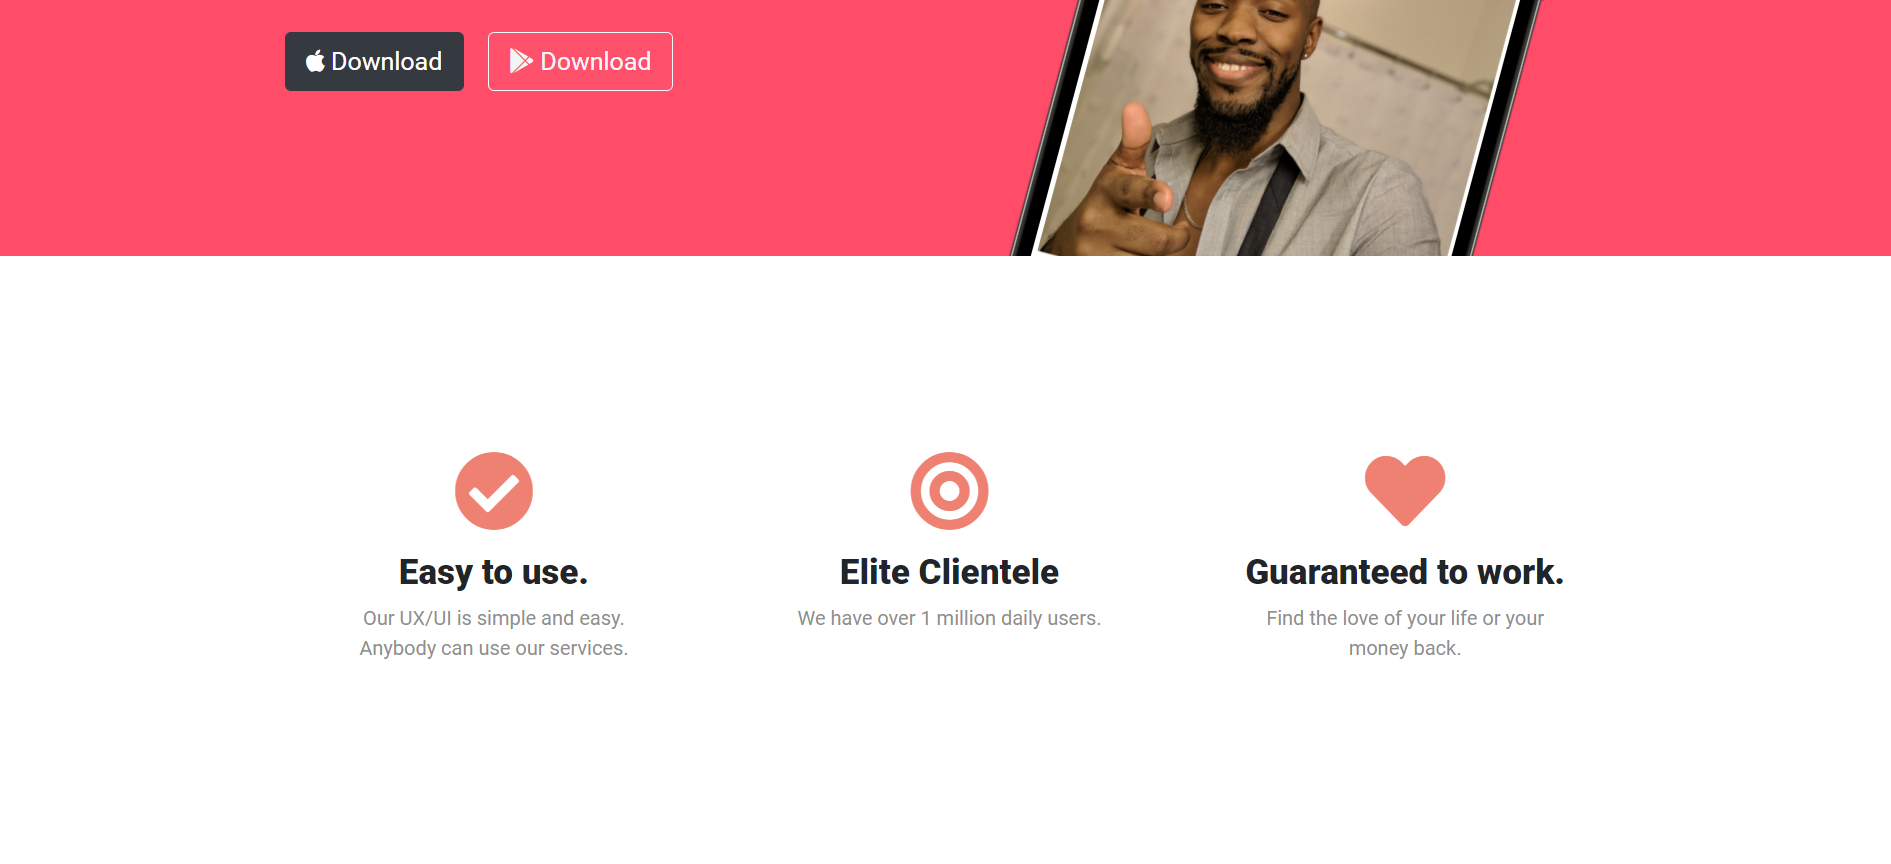 Download
Download
Easy to use.
Our UX/UI is simple and easy.
Anybody can use our services.
Elite Clientele
We have over 1 million daily users.
Guaranteed to work.
Find the love of your life or your
money back.